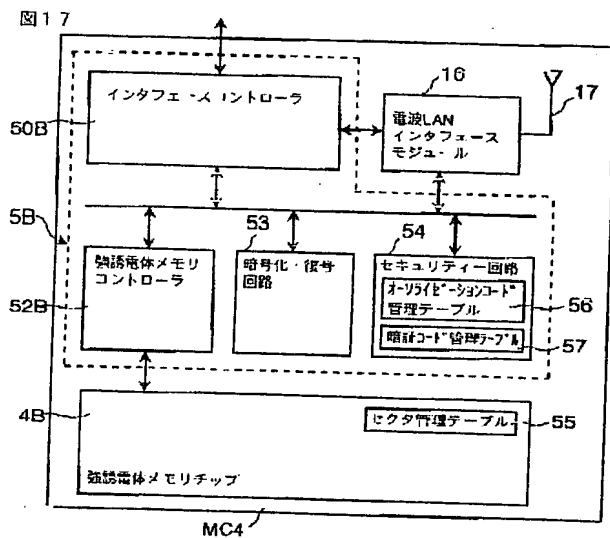 図17
インタフェースコントローラ
50B
16
17
電波LAN
インタフェース
モジュール
5B
53
54
強誘電体メモリ
コントローラ
52B
暗号化・復号
回路
セキュリティー回路
オーソライゼーションコード
管理テーブル
56
暗証コード管理テーブル
57
4B
セクタ管理テーブル
55
強誘電体メモリチップ
MC4